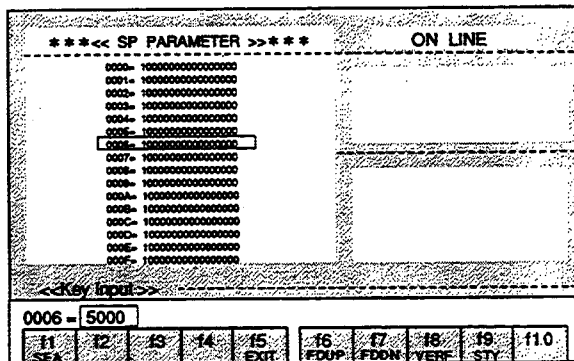 ***<< SP PARAMETER >>***
ON LINE
0000= 1000000000000000
0001= 1000000000000000
0002= 1000000000000000
0003= 1000000000000000
0004= 1000000000000000
0005= 1000000000000000
0006= 1000000000000000
0007= 1000000000000000
0008= 1000000000000000
0009= 1000000000000000
000A= 1000000000000000
000B= 1000000000000000
000C= 1000000000000000
000D= 1000000000000000
000E= 1000000000000000
000F= 1000000000000000
<<Key Input>>
0006 = 5000
f1 f2 f3 f4 f5 f6 f7 f8 f9 f10
SEA EXIT FDUP FDDN VERF STY